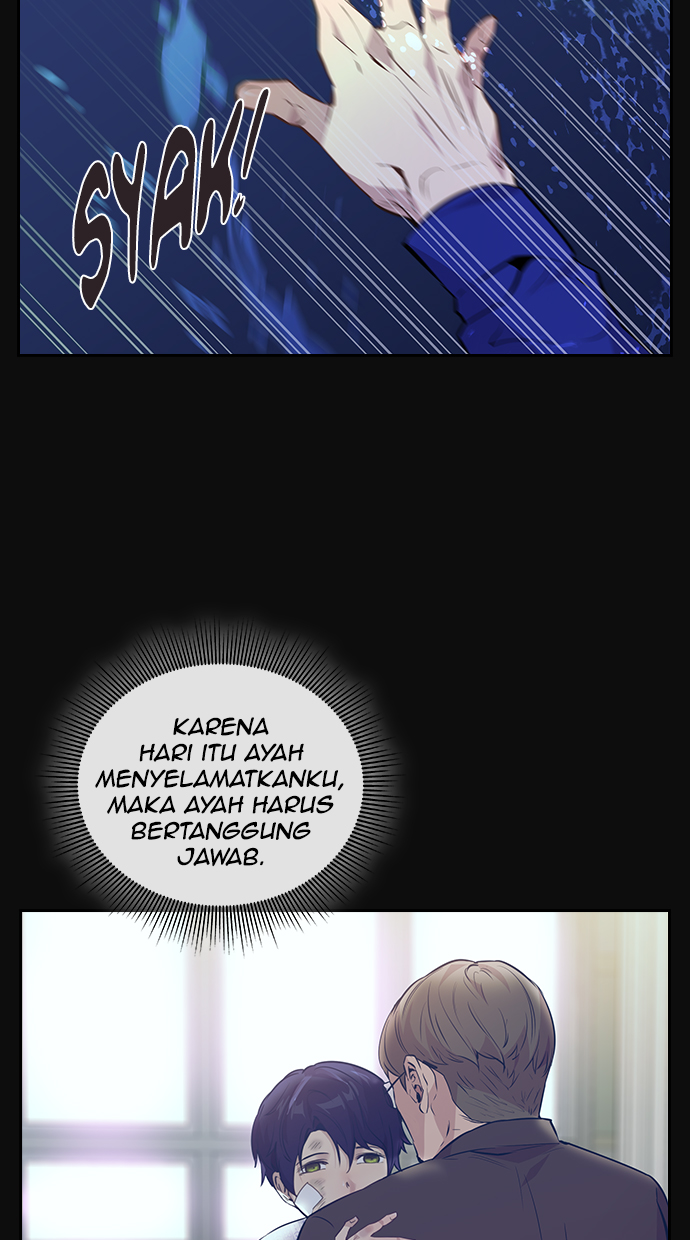 SYAK!
KARENA
HARI ITU AYAH
MENYELAMATKANKU,
MAKA AYAH HARUS
BERTANGGUNG
JAWAB.